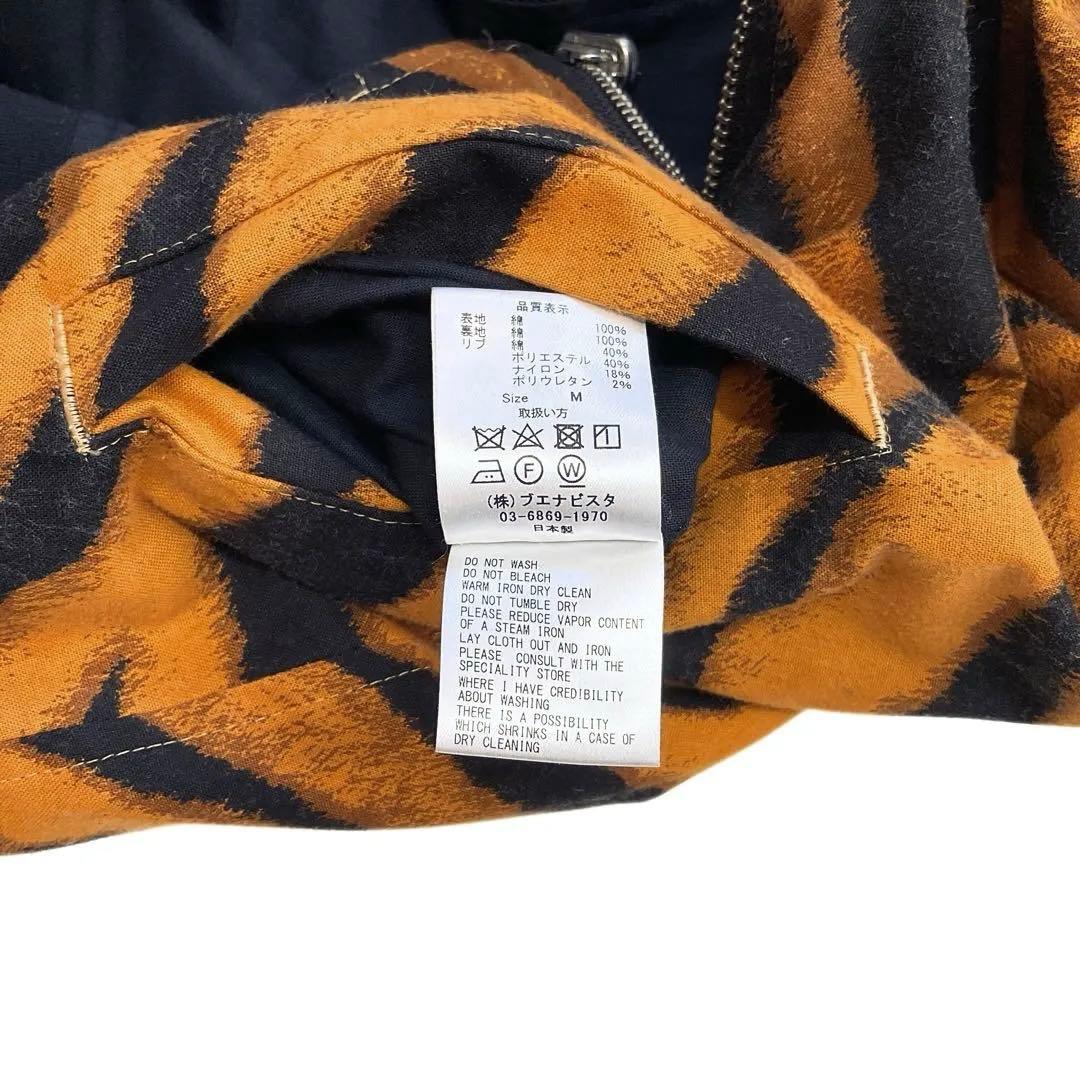 品質表示
表地 綿 100%
裏地 綿 100%
リブ 綿 40%
ポリエステル 40%
ナイロン 18%
ポリウレタン 2%
Size M
取扱い方
F W
(株)ブエナビスタ
03-6869-1970
日本製
DO NOT WASH
DO NOT BLEACH
WARM IRON DRY CLEAN
DO NOT TUMBLE DRY
PLEASE REDUCE VAPOR CONTENT
OF A STEAM IRON
LAY CLOTH OUT AND IRON
PLEASE CONSULT WITH THE
SPECIALITY STORE
WHERE I HAVE CREDIBILITY
ABOUT WASHING
THERE IS A POSSIBILITY
WHICH SHRINKS IN A CASE OF
DRY CLEANING